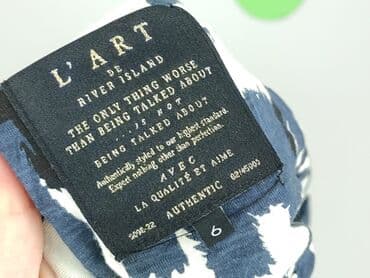 L'ART
DE
RIVER ISLAND
THE ONLY THING WORSE
THAN BEING TALKED ABOUT
... IS NOT
BEING TALKED ABOUT
Authentically styled to our highest standard.
Expect nothing other than perfection.
AVEC
LA QUALITÉ ET AIME
AUTHENTIC
6